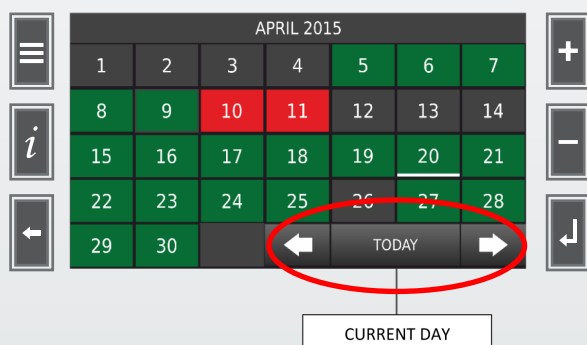 APRIL 2015
1 2 3 4 5 6 7
8 9 10 11 12 13 14
15 16 17 18 19 20 21
22 23 24 25 26 27 28
29 30 TODAY
i
+
−
CURRENT DAY